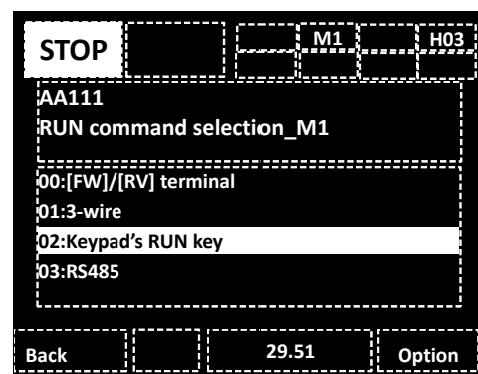 STOP M1 H03
AA111
RUN command selection_M1
00:[FW]/[RV] terminal
01:3-wire
02:Keypad’s RUN key
03:RS485
Back 29.51 Option